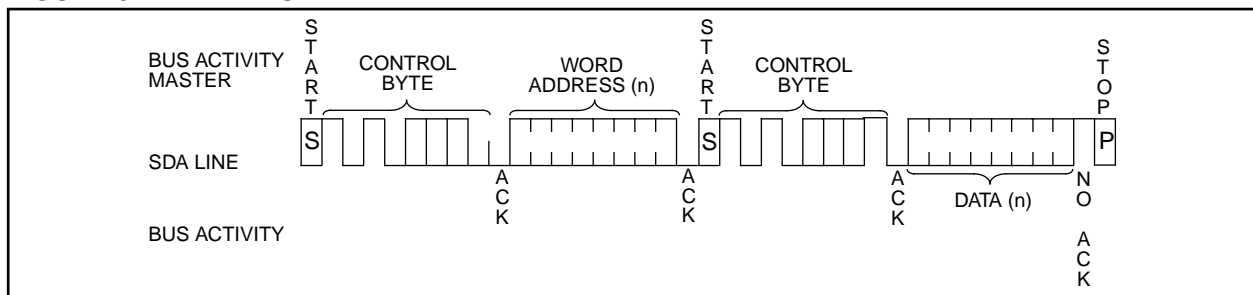 BUS ACTIVITY
MASTER
START
CONTROL
BYTE
WORD
ADDRESS (n)
START
CONTROL
BYTE
STOP
SDA LINE
S
S
P
BUS ACTIVITY
ACK
ACK
ACK
DATA (n)
NO ACK